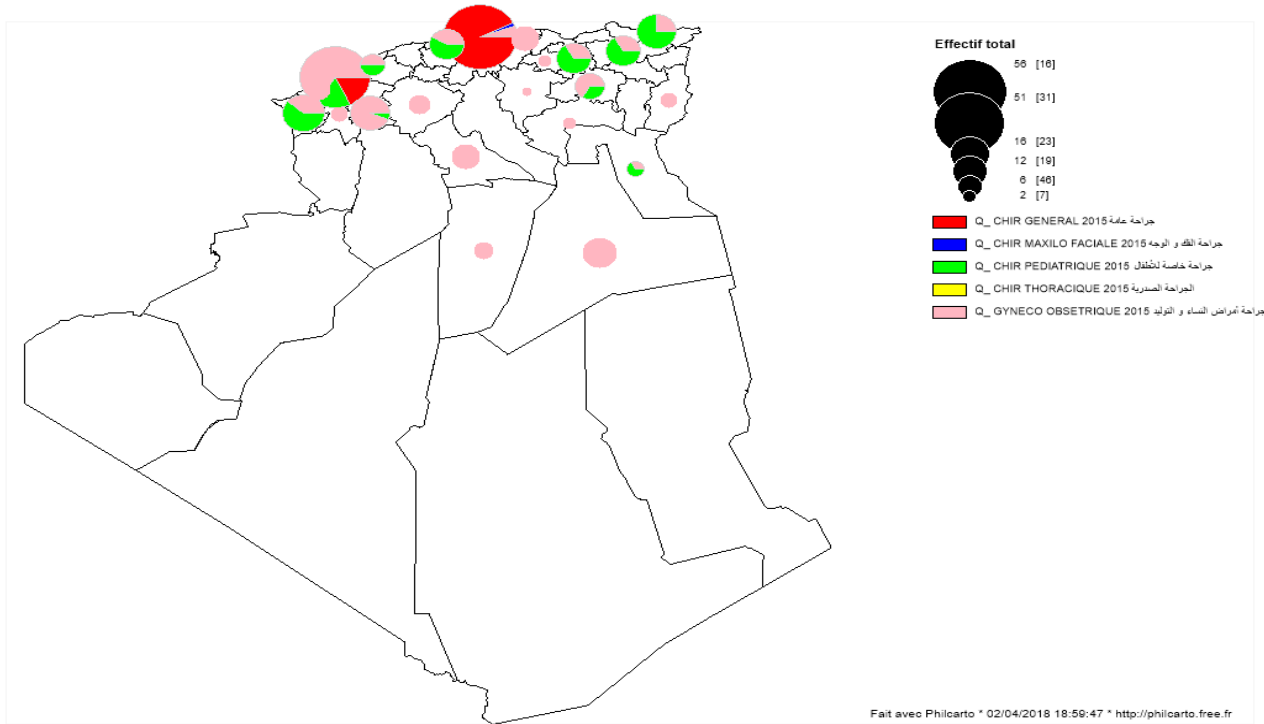 Effectif total
56 [16]
51 [31]
16 [23]
12 [19]
6 [46]
2 [7]
Q_ CHIR GENERAL 2015 جراحة عامة
Q_ CHIR MAXILO FACIALE 2015 جراحة الفك و الوجه
Q_ CHIR PEDIATRIQUE 2015 جراحة خاصة للأطفال
Q_ CHIR THORACIQUE 2015 الجراحة الصدرية
Q_ GYNECO OBSETRIQUE 2015 جراحة أمراض النساء و التوليد
Fait avec Philcarto * 02/04/2018 18:59:47 * http://philcarto.free.fr